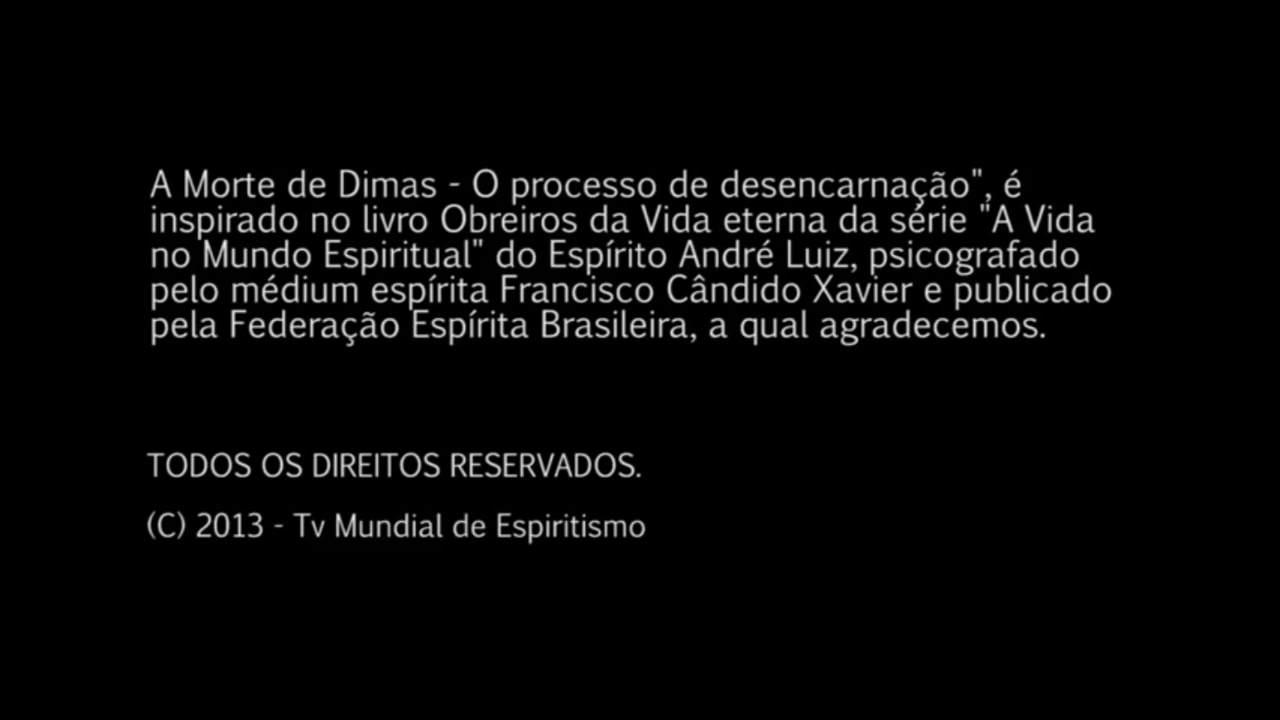 A Morte de Dimas - O processo de desencarnação", é
inspirado no livro Obreiros da Vida eterna da série "A Vida
no Mundo Espiritual" do Espírito André Luiz, psicografado
pelo médium espírita Francisco Cândido Xavier e publicado
pela Federação Espírita Brasileira, a qual agradecemos.
TODOS OS DIREITOS RESERVADOS.
(C) 2013 - Tv Mundial de Espiritismo